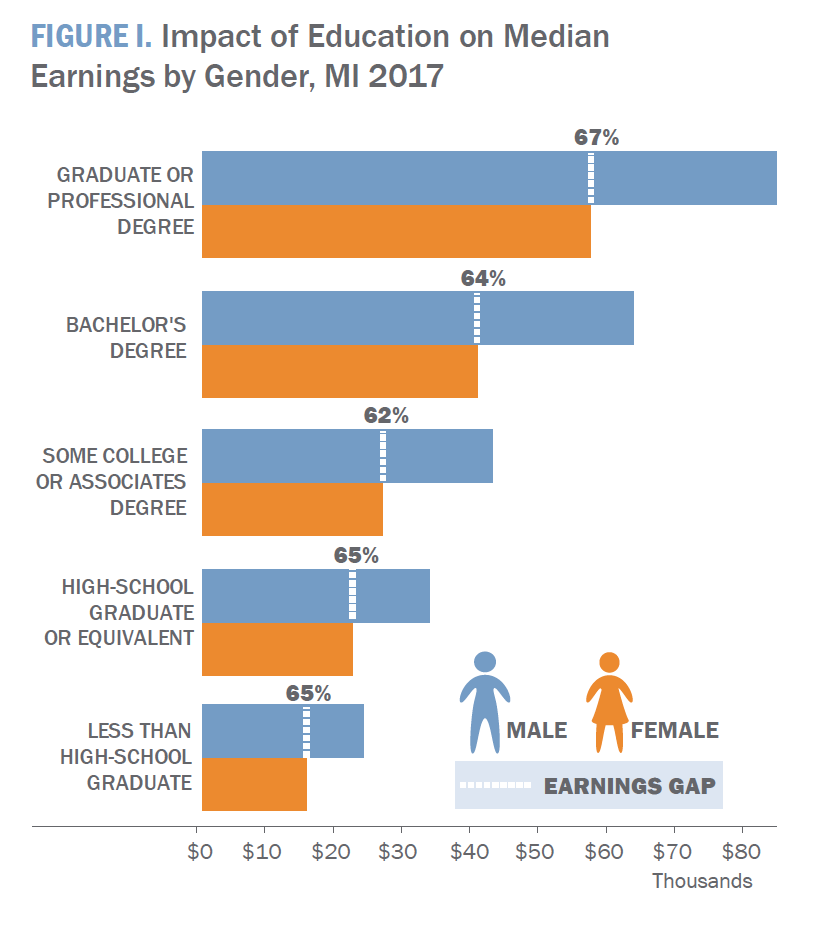 FIGURE I. Impact of Education on Median
Earnings by Gender, MI 2017
67%
GRADUATE OR
PROFESSIONAL
DEGREE
64%
BACHELOR'S
DEGREE
62%
SOME COLLEGE
OR ASSOCIATES
DEGREE
65%
HIGH-SCHOOL
GRADUATE
OR EQUIVALENT
65%
LESS THAN
HIGH-SCHOOL
GRADUATE
MALE FEMALE
EARNINGS GAP
$0 $10 $20 $30 $40 $50 $60 $70 $80
Thousands